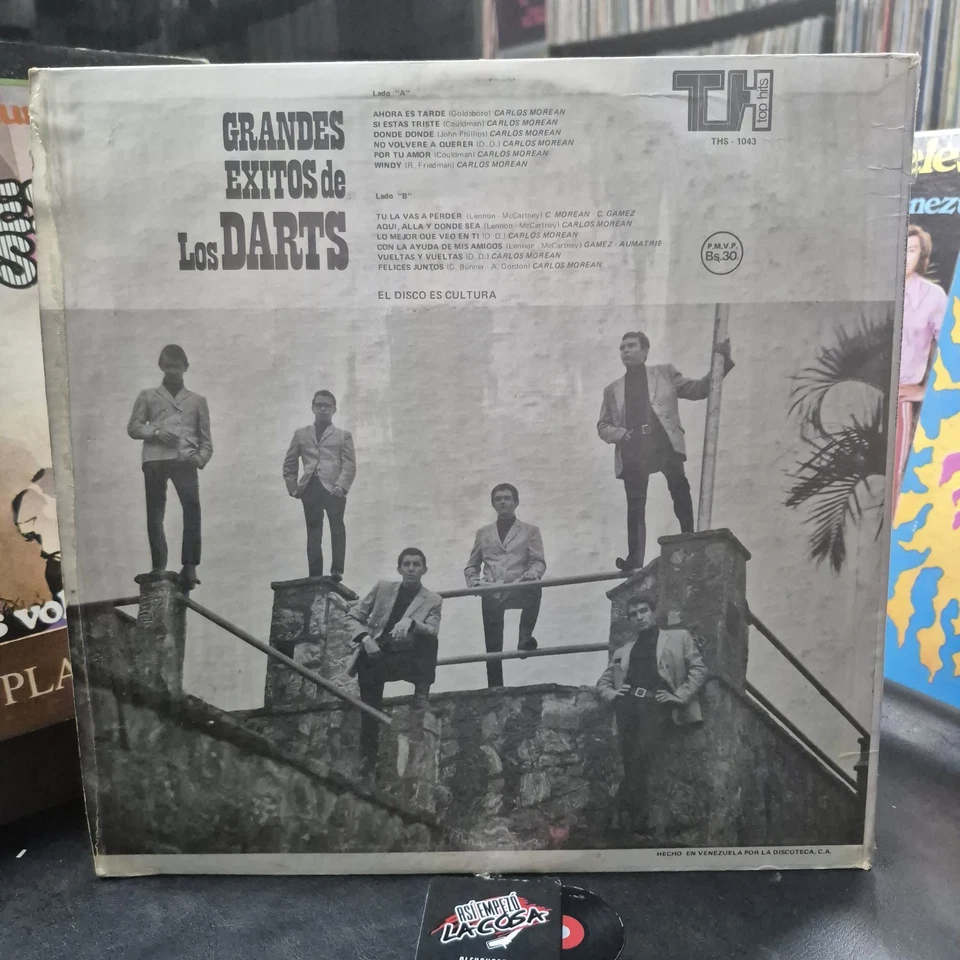 GRANDES
EXITOS de
Los DARTS
Lado "A"
AHORA ES TARDE (Goldsboro) CARLOS MOREAN
SI ESTAS TRISTE (Couldman) CARLOS MOREAN
DONDE DONDE (John Phillips) CARLOS MOREAN
NO VOLVERE A QUERER (D. D.) CARLOS MOREAN
POR TU AMOR (Couldman) CARLOS MOREAN
WINDY (R. Friedman) CARLOS MOREAN
Lado "B"
TU LA VAS A PERDER (Lennon - McCartney) C. MOREAN - C. GAMEZ
AQUI, ALLA Y DONDE SEA (Lennon - McCartney) CARLOS MOREAN
LO MEJOR QUE VEO EN TI (D. D.) CARLOS MOREAN
CON LA AYUDA DE MIS AMIGOS (Lennon - McCartney) GAMEZ - AUMATRIE
VUELTAS Y VUELTAS (D. D.) CARLOS MOREAN
FELICES JUNTOS (G. Bunner - A. Gordon) CARLOS MOREAN
EL DISCO ES CULTURA
TH
top hits
THS - 1043
P.M.V.P.
Bs. 30.
HECHO EN VENEZUELA POR LA DISCOTECA, C.A.
PLA
ASÍ EMPEZÓ
LA COSA